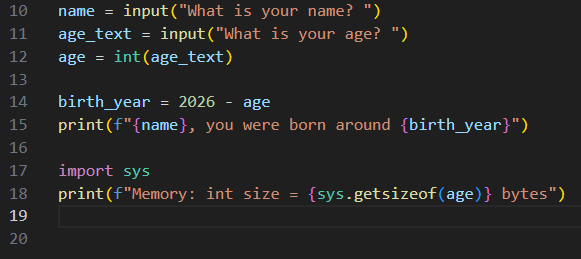 10 name = input("What is your name? ")
11 age_text = input("What is your age? ")
12 age = int(age_text)
13
14 birth_year = 2026 - age
15 print(f"{name}, you were born around {birth_year}")
16
17 import sys
18 print(f"Memory: int size = {sys.getsizeof(age)} bytes")
19
20